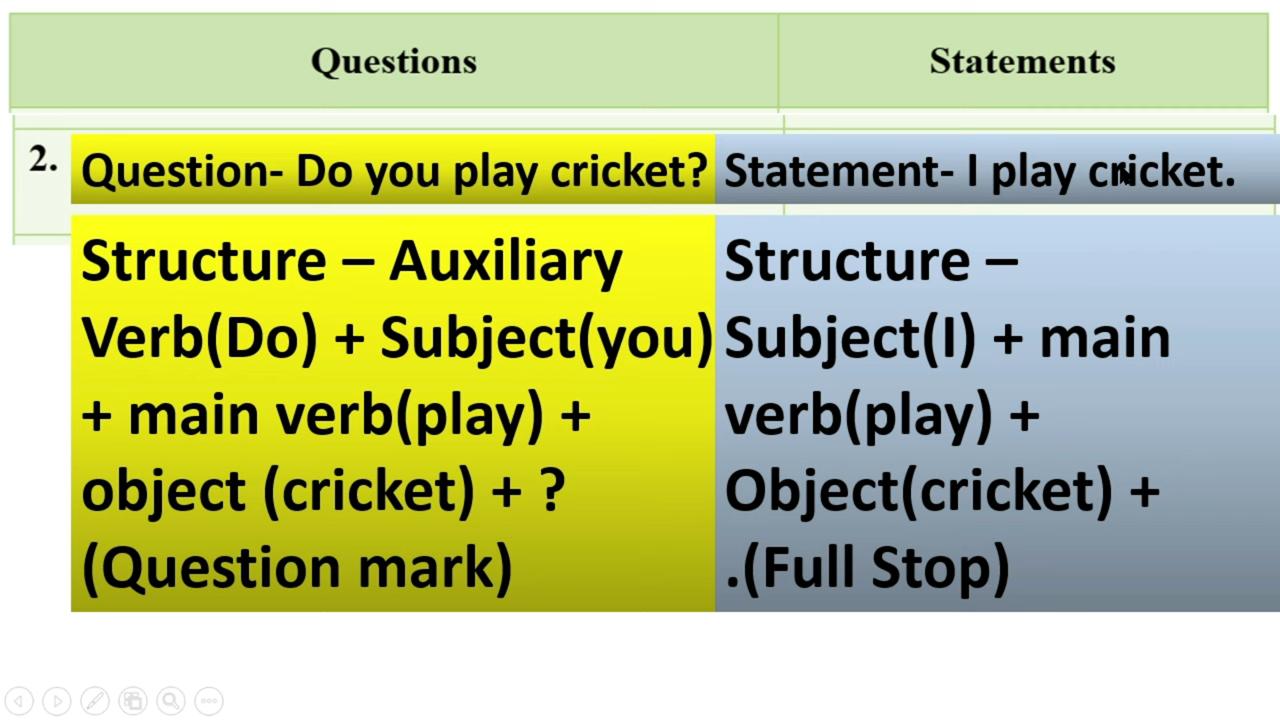 Questions
Statements
2.
Question- Do you play cricket?
Statement- I play cricket.
Structure – Auxiliary
Verb(Do) + Subject(you)
+ main verb(play) +
object (cricket) + ?
(Question mark)
Structure –
Subject(I) + main
verb(play) +
Object(cricket) +
.(Full Stop)